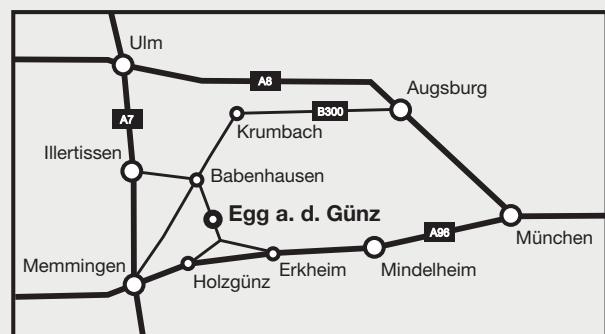 Ulm
A8
Augsburg
A7
B300
Krumbach
Illertissen
Babenhausen
Egg a. d. Günz
A96
München
Memmingen
Holzgünz
Erkheim
Mindelheim